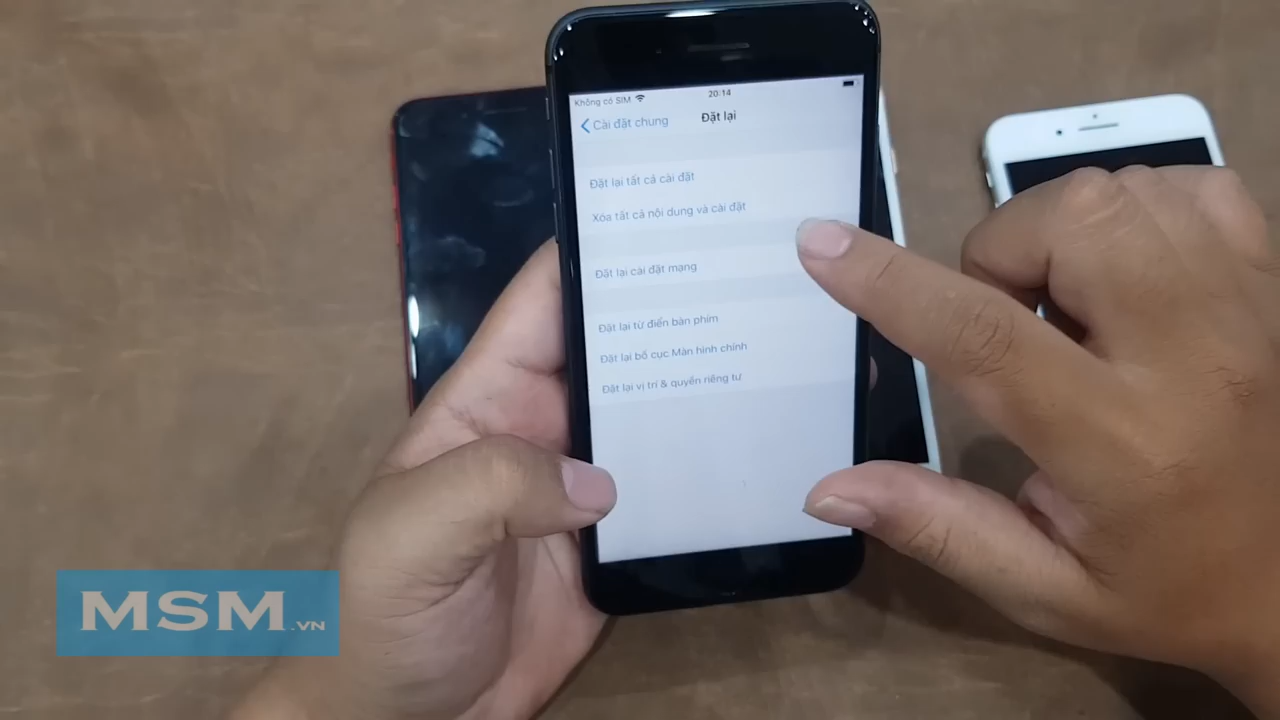 Không có SIM
20:14
Cài đặt chung
Đặt lại
Đặt lại tất cả cài đặt
Xóa tất cả nội dung và cài đặt
Đặt lại cài đặt mạng
Đặt lại từ điển bàn phím
Đặt lại bố cục Màn hình chính
Đặt lại vị trí & quyền riêng tư
MSM.VN